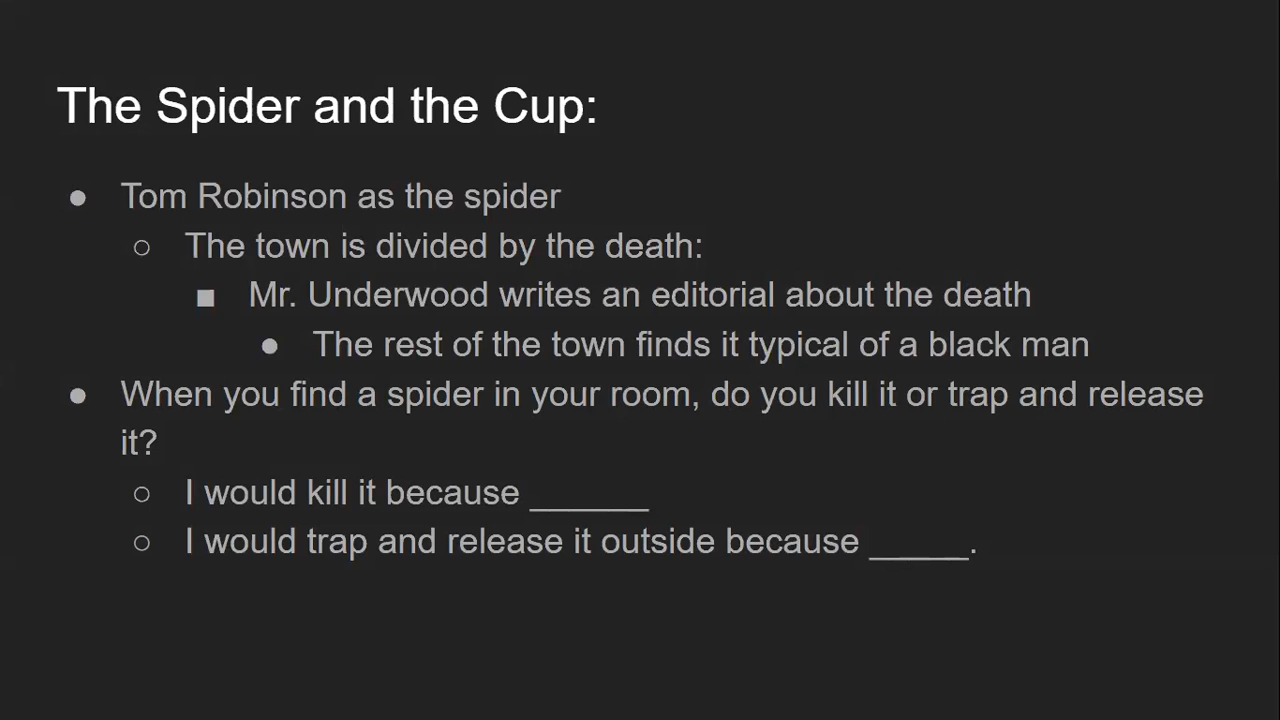 The Spider and the Cup:
● Tom Robinson as the spider
○ The town is divided by the death:
■ Mr. Underwood writes an editorial about the death
● The rest of the town finds it typical of a black man
● When you find a spider in your room, do you kill it or trap and release
it?
○ I would kill it because ______
○ I would trap and release it outside because _____.